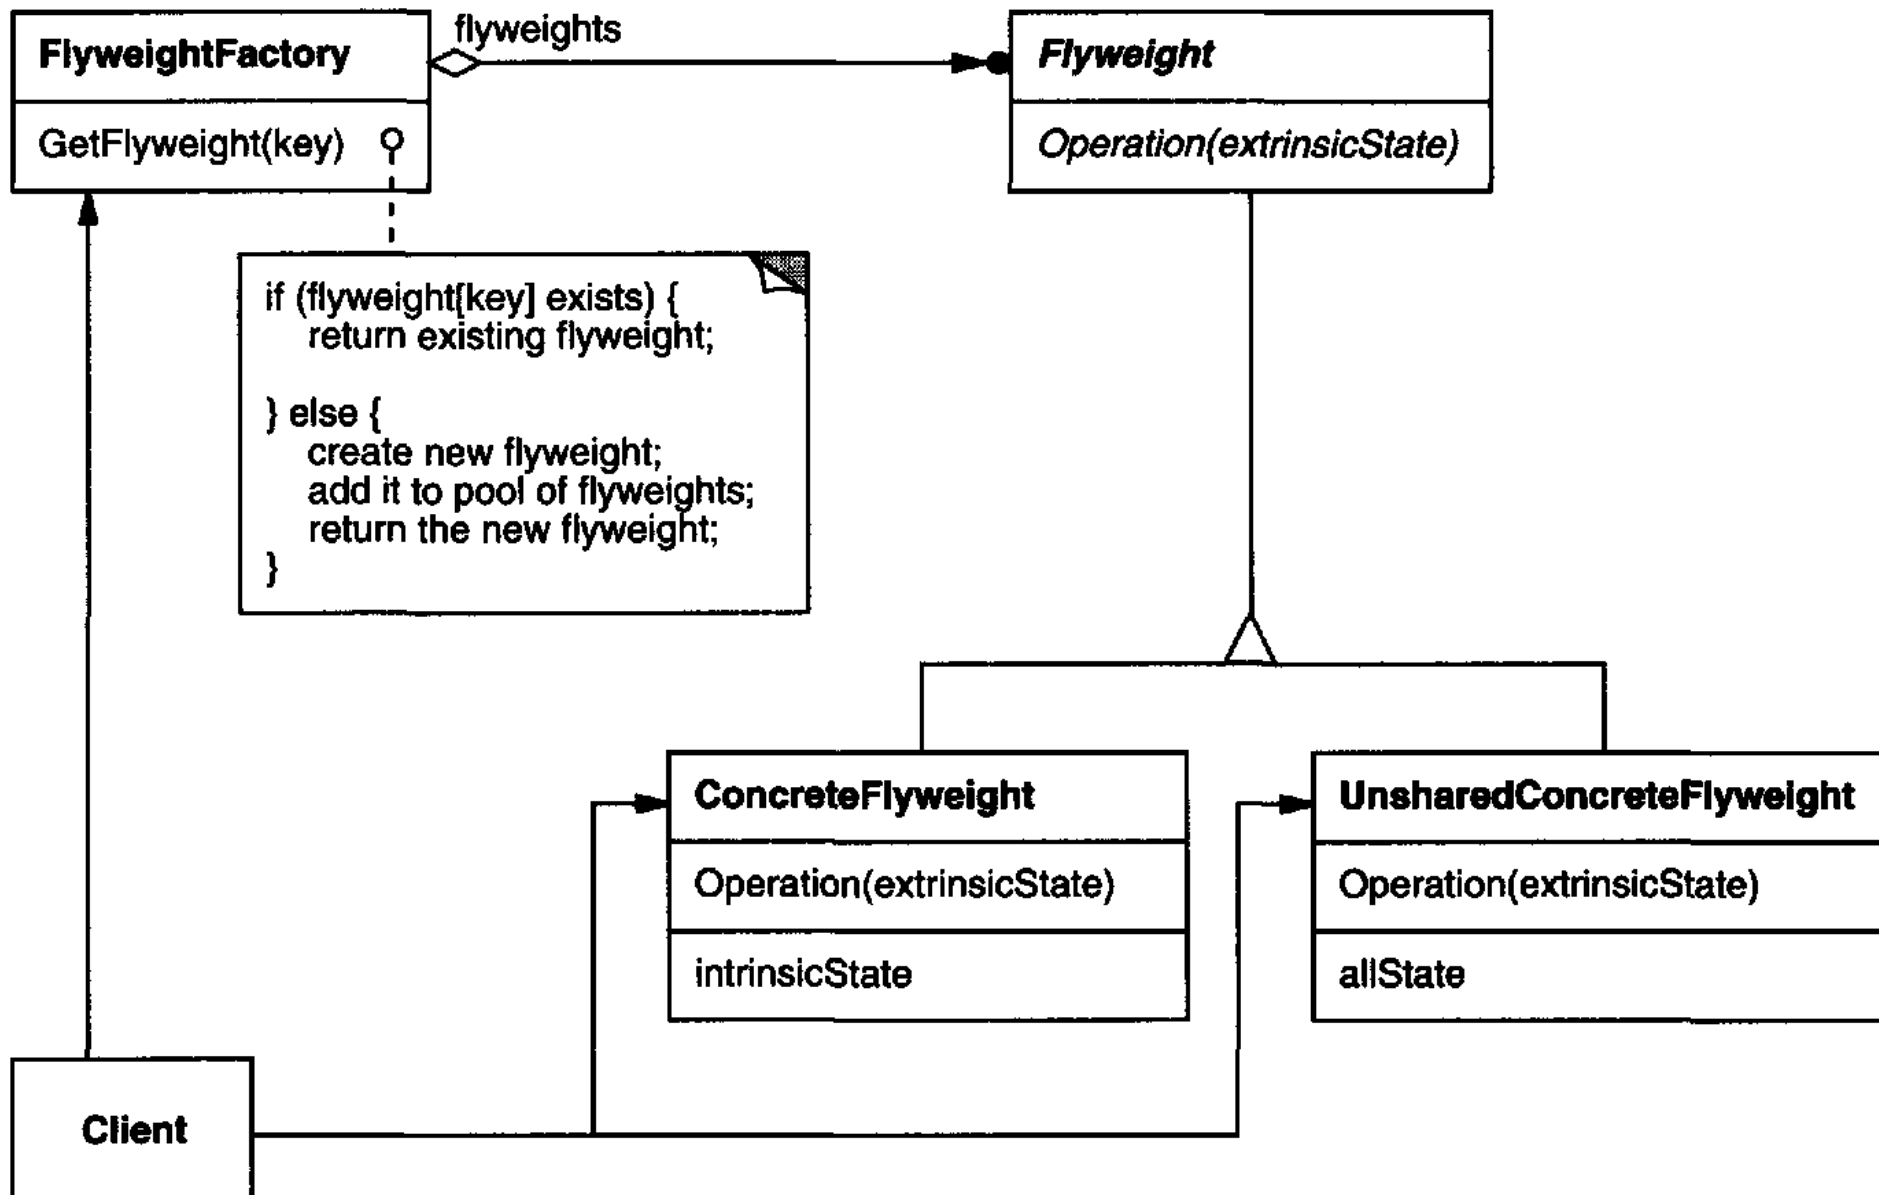 FlyweightFactory
flyweights
Flyweight
GetFlyweight(key)
Operation(extrinsicState)
if (flyweight[key] exists) {
return existing flyweight;
} else {
create new flyweight;
add it to pool of flyweights;
return the new flyweight;
}
ConcreteFlyweight
Operation(extrinsicState)
intrinsicState
UnsharedConcreteFlyweight
Operation(extrinsicState)
allState
Client